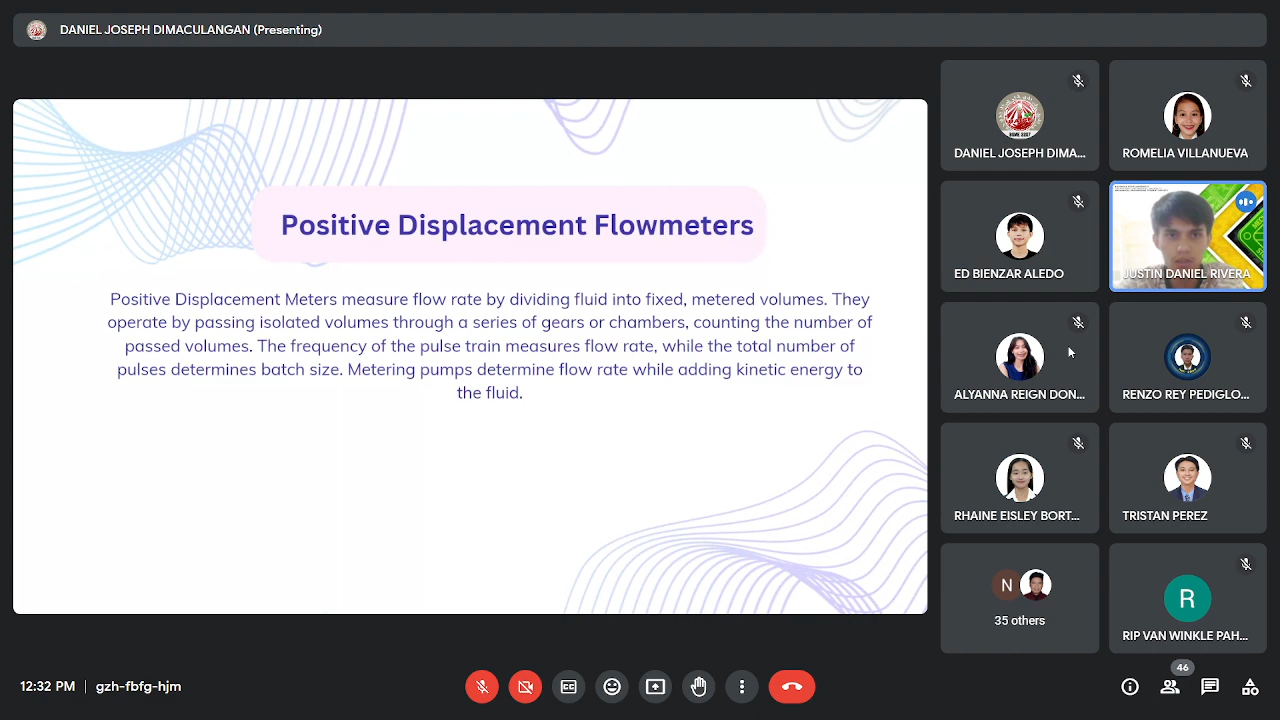 DANIEL JOSEPH DIMACULANGAN (Presenting)
Positive Displacement Flowmeters
Positive Displacement Meters measure flow rate by dividing fluid into fixed, metered volumes. They
operate by passing isolated volumes through a series of gears or chambers, counting the number of
passed volumes. The frequency of the pulse train measures flow rate, while the total number of
pulses determines batch size. Metering pumps determine flow rate while adding kinetic energy to
the fluid.
DANIEL JOSEPH DIMA...
ROMELIA VILLANUEVA
ED BIENZAR ALEDO
JUSTIN DANIEL RIVERA
ALYANNA REIGN DON...
RENZO REY PEDIGLO...
RHAINE EISLEY BORT...
TRISTAN PEREZ
N
35 others
R
RIP VAN WINKLE PAH...
12:32 PM | gzh-fbfg-hjm
46